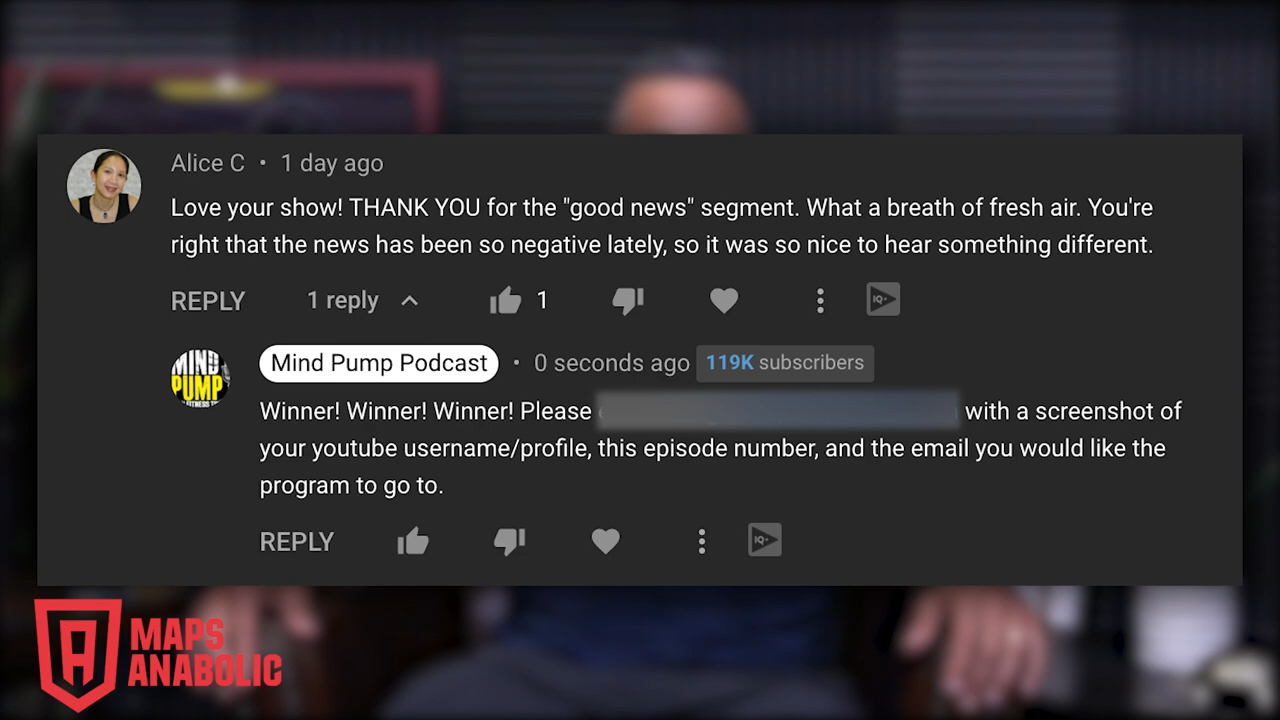 Alice C • 1 day ago
Love your show! THANK YOU for the "good news" segment. What a breath of fresh air. You're
right that the news has been so negative lately, so it was so nice to hear something different.
REPLY 1 reply 1
IQ
Mind Pump Podcast • 0 seconds ago 119K subscribers
MIND
PUMP
Winner! Winner! Winner! Please with a screenshot of
your youtube username/profile, this episode number, and the email you would like the
program to go to.
REPLY
IQ
MAPS
ANABOLIC